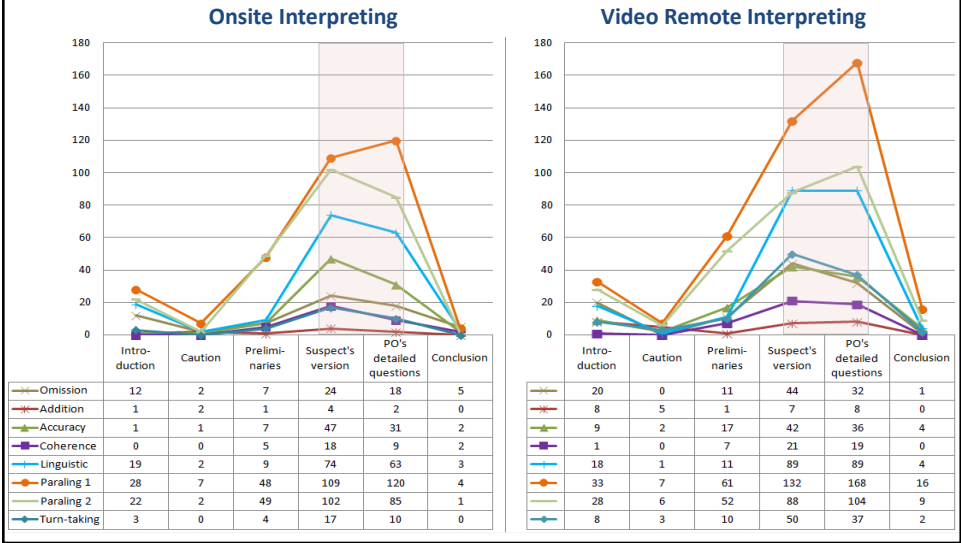 Onsite Interpreting
Video Remote Interpreting
180
160
140
120
100
80
60
40
20
0
180
160
140
120
100
80
60
40
20
0
Intro-
duction
Caution
Prelimi-
naries
Suspect's
version
PO's
detailed
questions
Conclusion
Intro-
duction
Caution
Prelimi-
naries
Suspect's
version
PO's
detailed
questions
Conclusion
Omission 12 2 7 24 18 5 20 0 11 44 32 1
Addition 1 2 1 4 2 0 8 5 1 7 8 0
Accuracy 1 1 7 47 31 2 9 2 17 42 36 4
Coherence 0 0 5 18 9 2 1 0 7 21 19 0
Linguistic 19 2 9 74 63 3 18 1 11 89 89 4
Paraling 1 28 7 48 109 120 4 33 7 61 132 168 16
Paraling 2 22 2 49 102 85 1 28 6 52 88 104 9
Turn-taking 3 0 4 17 10 0 8 3 10 50 37 2